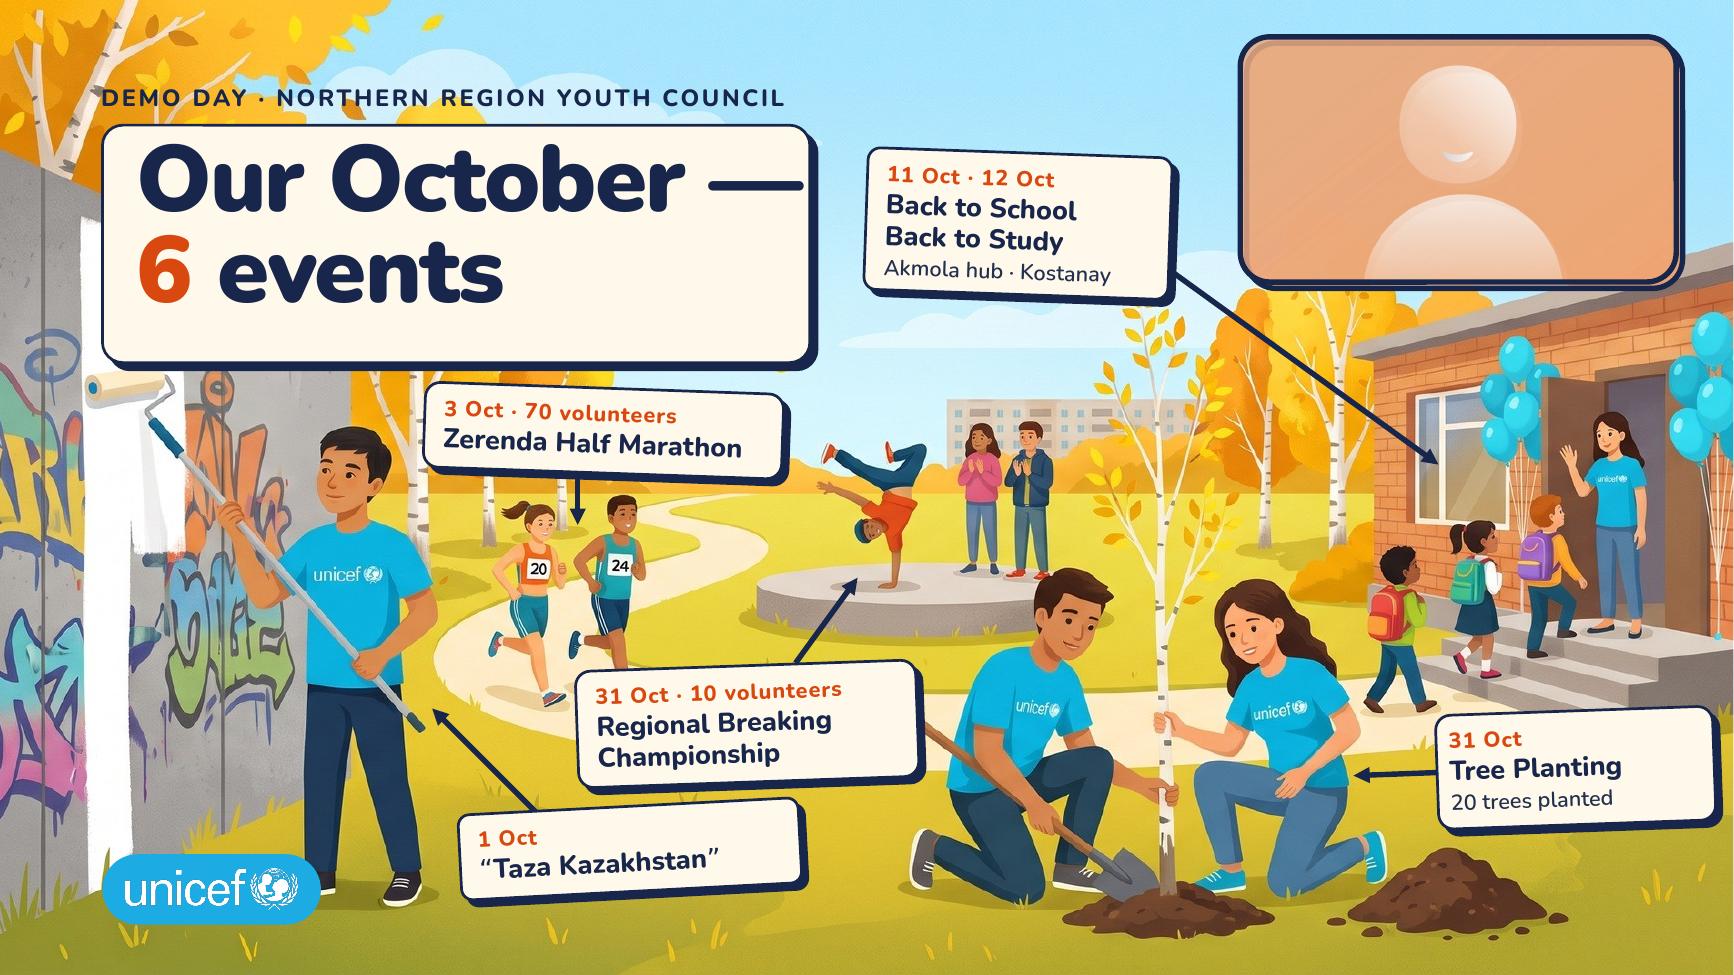 DEMO DAY · NORTHERN REGION YOUTH COUNCIL
Our October —
6 events
11 Oct · 12 Oct
Back to School
Back to Study
Akmola hub · Kostanay
3 Oct · 70 volunteers
Zerenda Half Marathon
20
24
unicef
unicef
31 Oct · 10 volunteers
Regional Breaking
Championship
unicef
unicef
31 Oct
Tree Planting
20 trees planted
1 Oct
“Taza Kazakhstan”
unicef